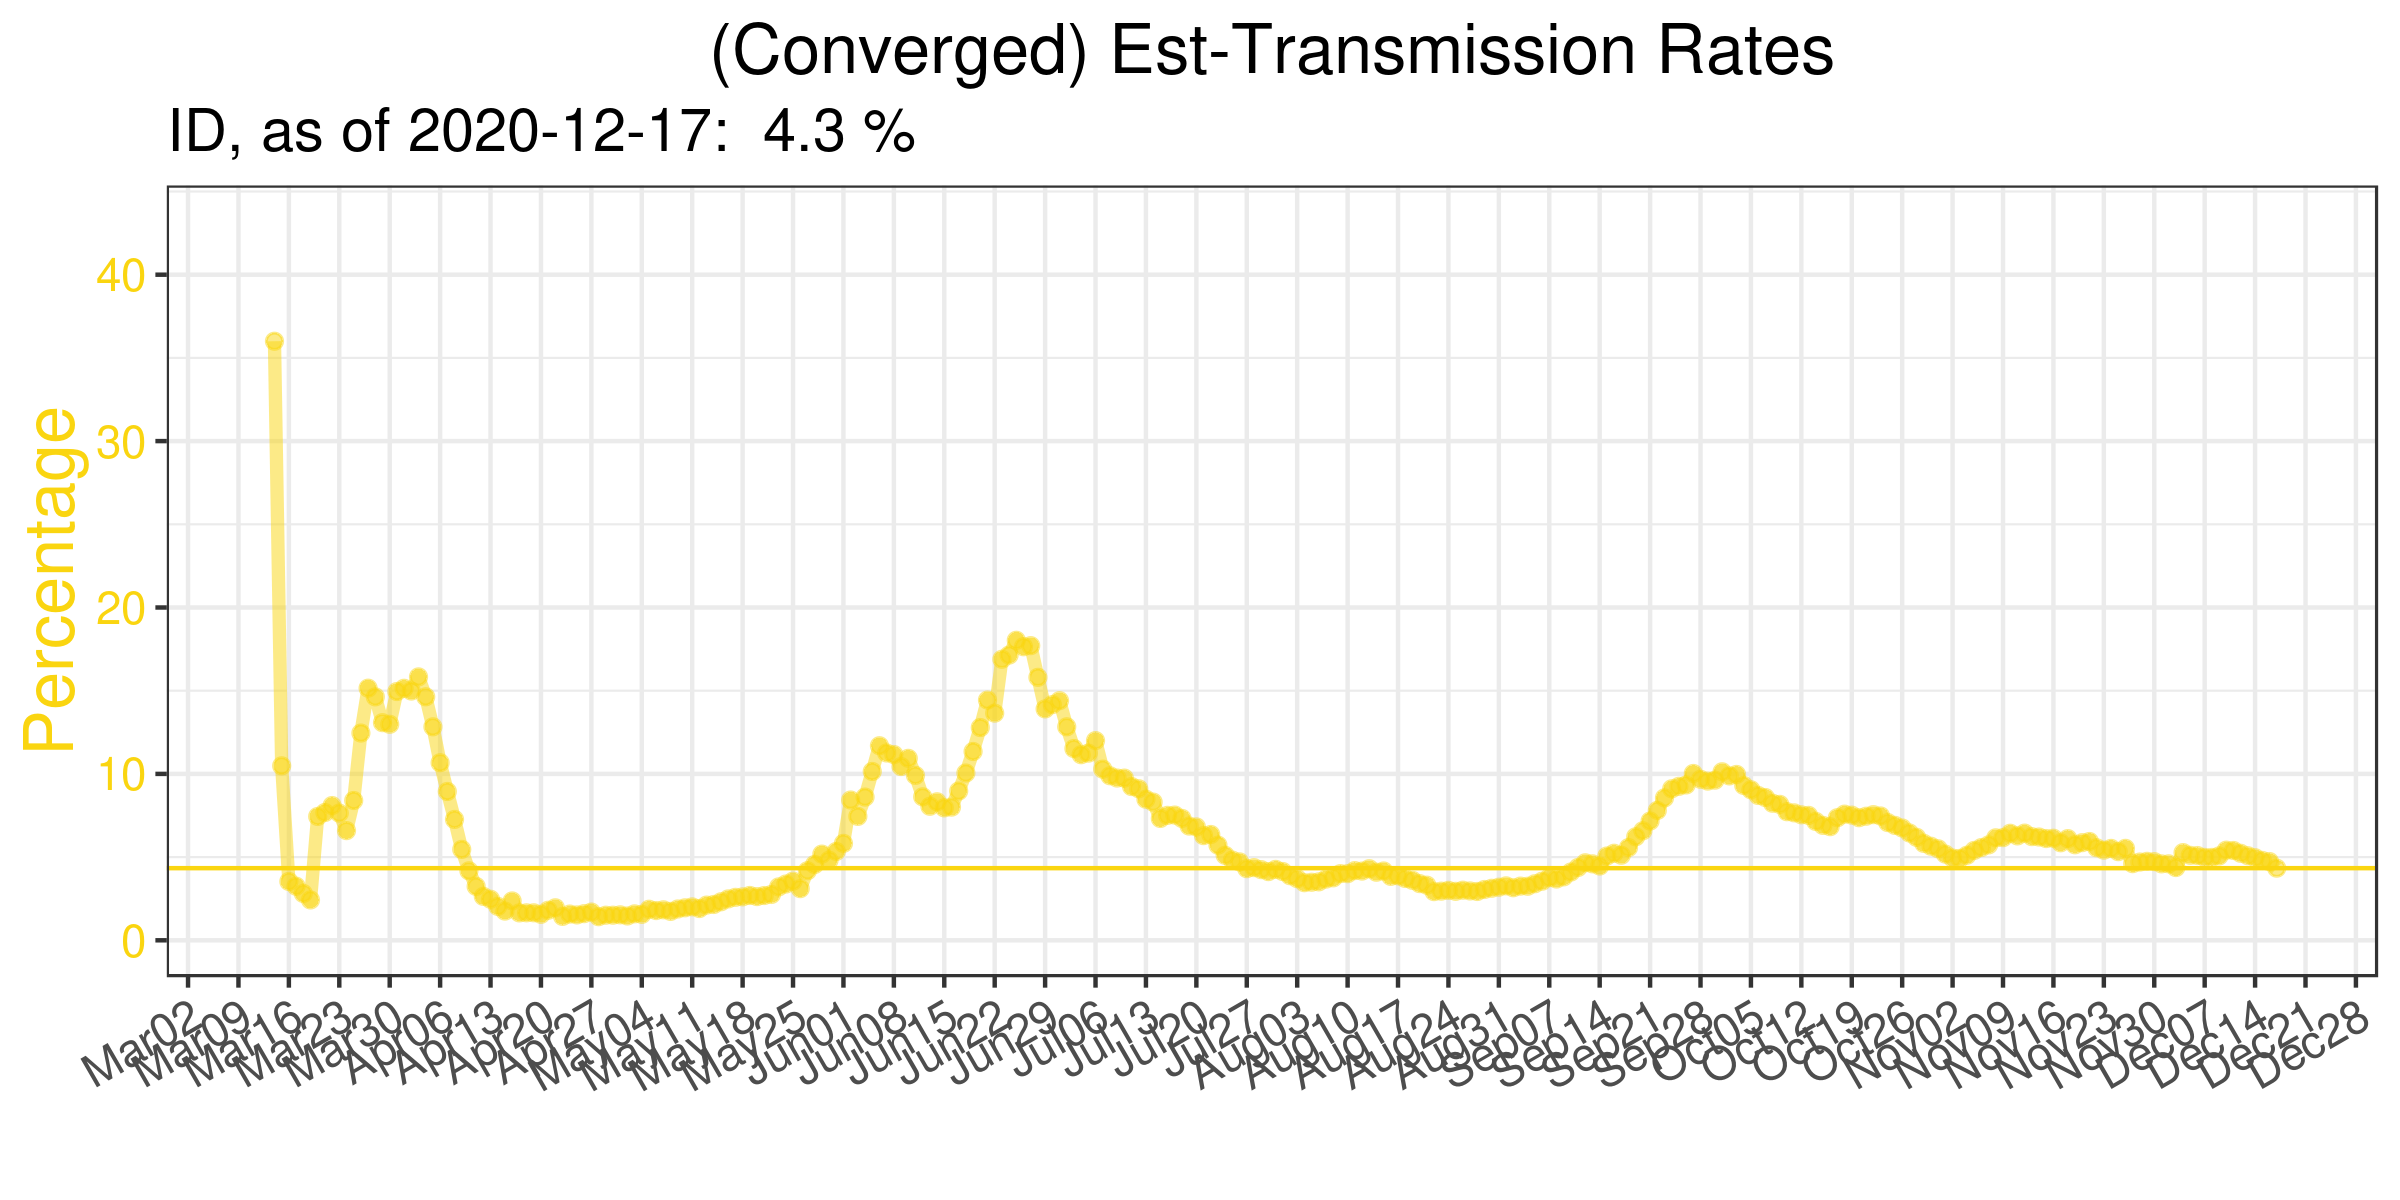 (Converged) Est-Transmission Rates
ID, as of 2020-12-17:  4.3 %
Percentage
40
30
20
10
0
Mar02
Mar09
Mar16
Mar23
Mar30
Apr06
Apr13
Apr20
Apr27
May04
May11
May18
May25
Jun01
Jun08
Jun15
Jun22
Jun29
Jul06
Jul13
Jul20
Jul27
Aug03
Aug10
Aug17
Aug24
Aug31
Sep07
Sep14
Sep21
Sep28
Oct05
Oct12
Oct19
Oct26
Nov02
Nov09
Nov16
Nov23
Nov30
Dec07
Dec14
Dec21
Dec28